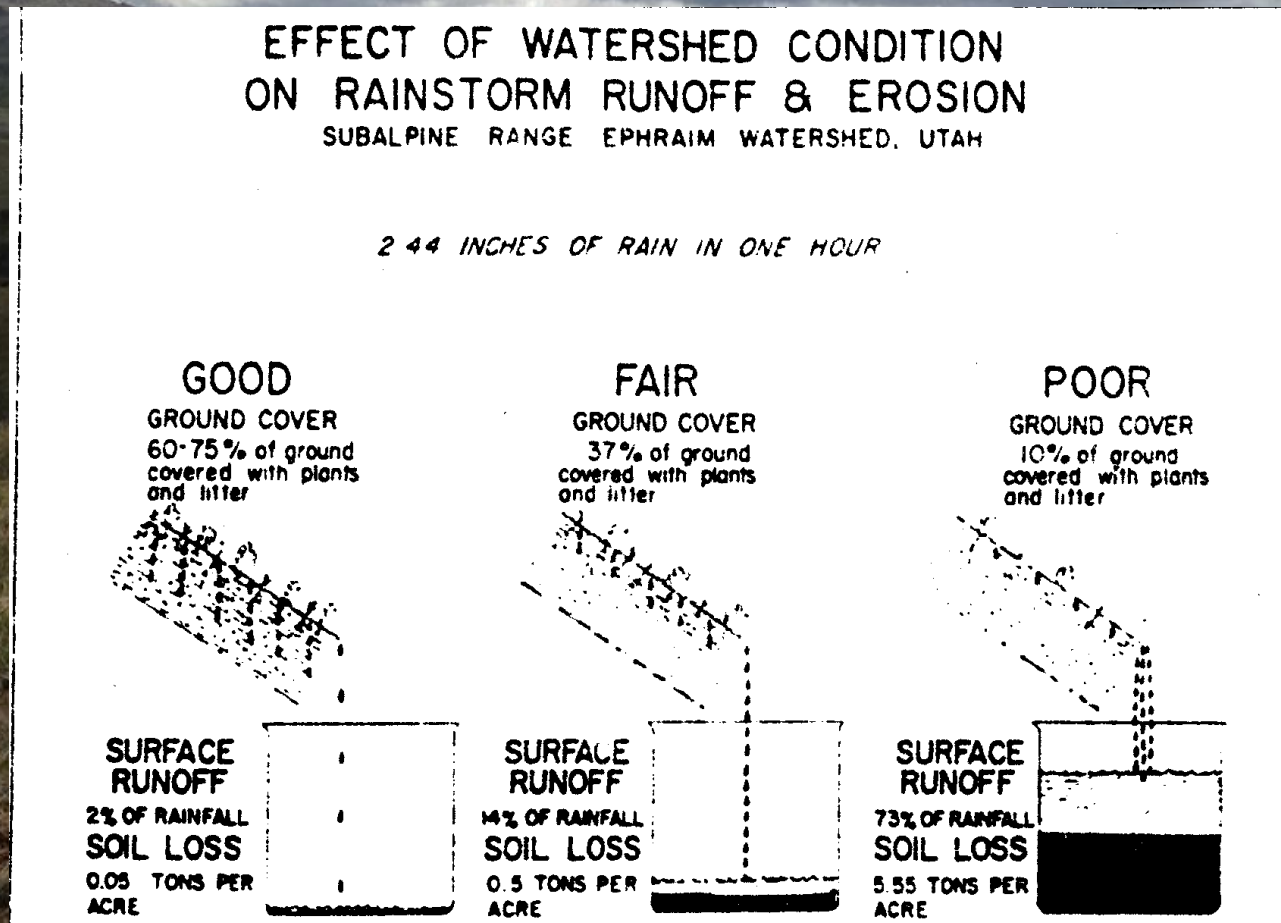 EFFECT OF WATERSHED CONDITION
ON RAINSTORM RUNOFF & EROSION
SUBALPINE RANGE EPHRAIM WATERSHED, UTAH
2 44 INCHES OF RAIN IN ONE HOUR
GOOD
GROUND COVER
60-75% of ground
covered with plants
and litter
SURFACE
RUNOFF
2% OF RAINFALL
SOIL LOSS
0.05 TONS PER
ACRE
FAIR
GROUND COVER
37% of ground
covered with plants
and litter
SURFACE
RUNOFF
14% OF RAINFALL
SOIL LOSS
0.5 TONS PER
ACRE
POOR
GROUND COVER
10% of ground
covered with plants
and litter
SURFACE
RUNOFF
73% OF RAINFALL
SOIL LOSS
5.55 TONS PER
ACRE